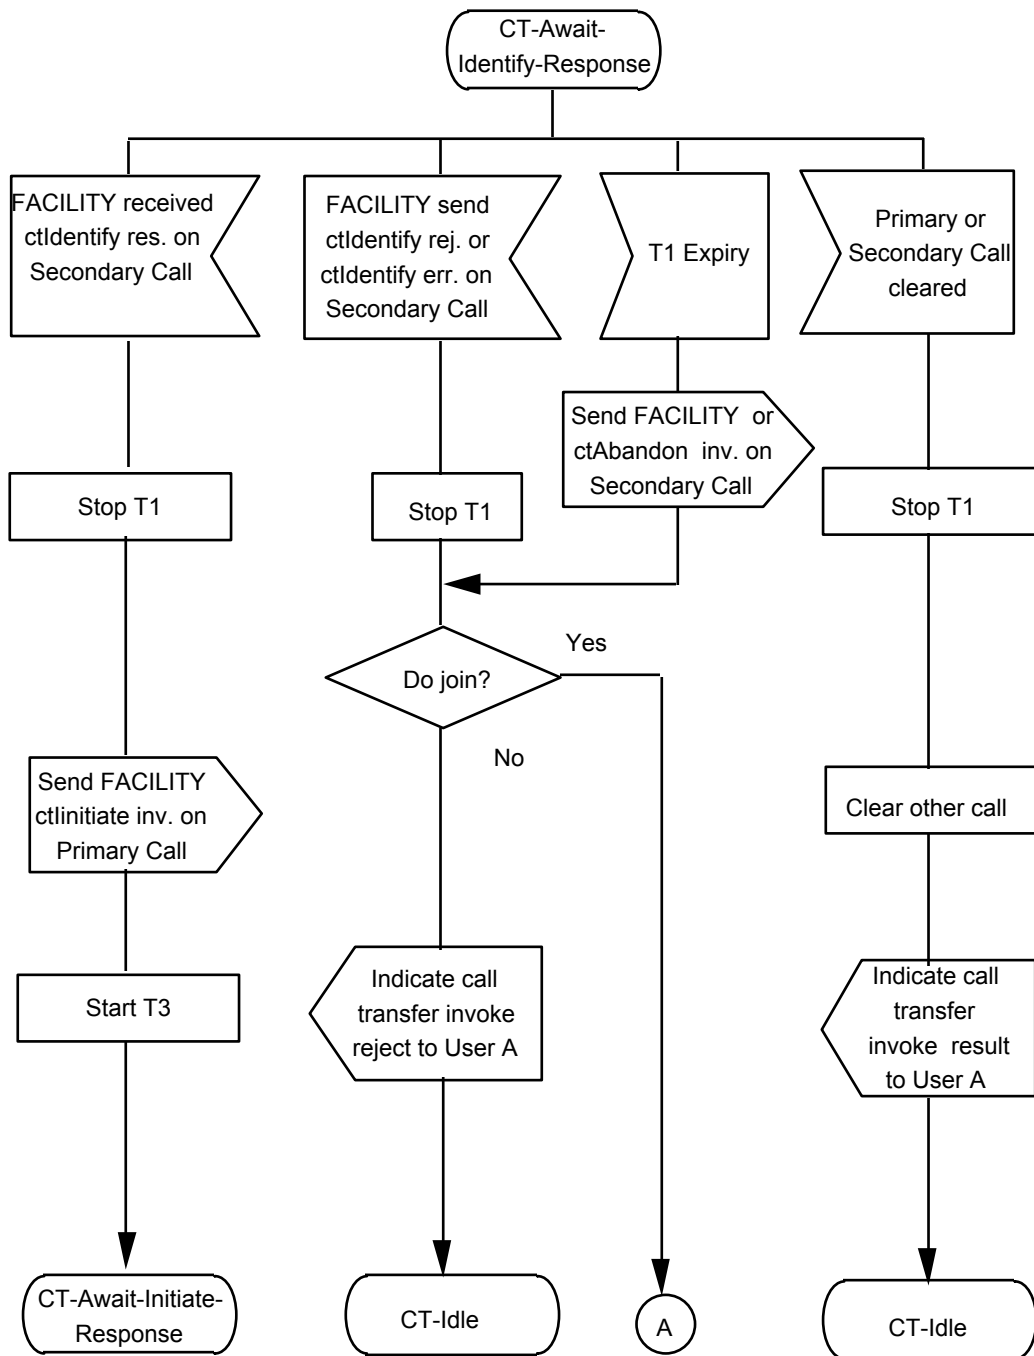 CT-Await-
Identify-Response
FACILITY received
ctIdentify res. on
Secondary Call
FACILITY send
ctIdentify rej. or
ctIdentify err. on
Secondary Call
T1 Expiry
Primary or
Secondary Call
cleared
Send FACILITY or
ctAbandon inv. on
Secondary Call
Stop T1
Stop T1
Stop T1
Yes
Do join?
No
Send FACILITY
ctIinitiate inv. on
Primary Call
Clear other call
Start T3
Indicate call
transfer invoke
reject to User A
Indicate call
transfer
invoke result
to User A
CT-Await-Initiate-
Response
CT-Idle
A
CT-Idle